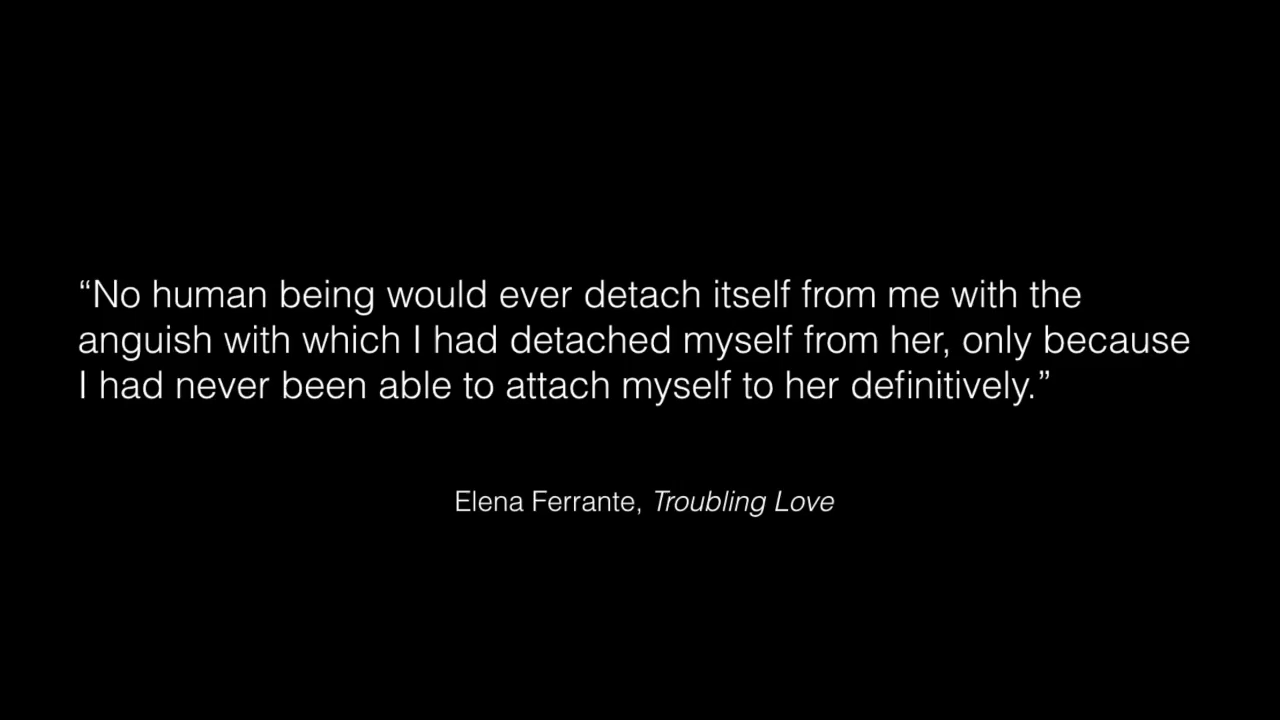 “No human being would ever detach itself from me with the
anguish with which I had detached myself from her, only because
I had never been able to attach myself to her definitively.”
Elena Ferrante, Troubling Love